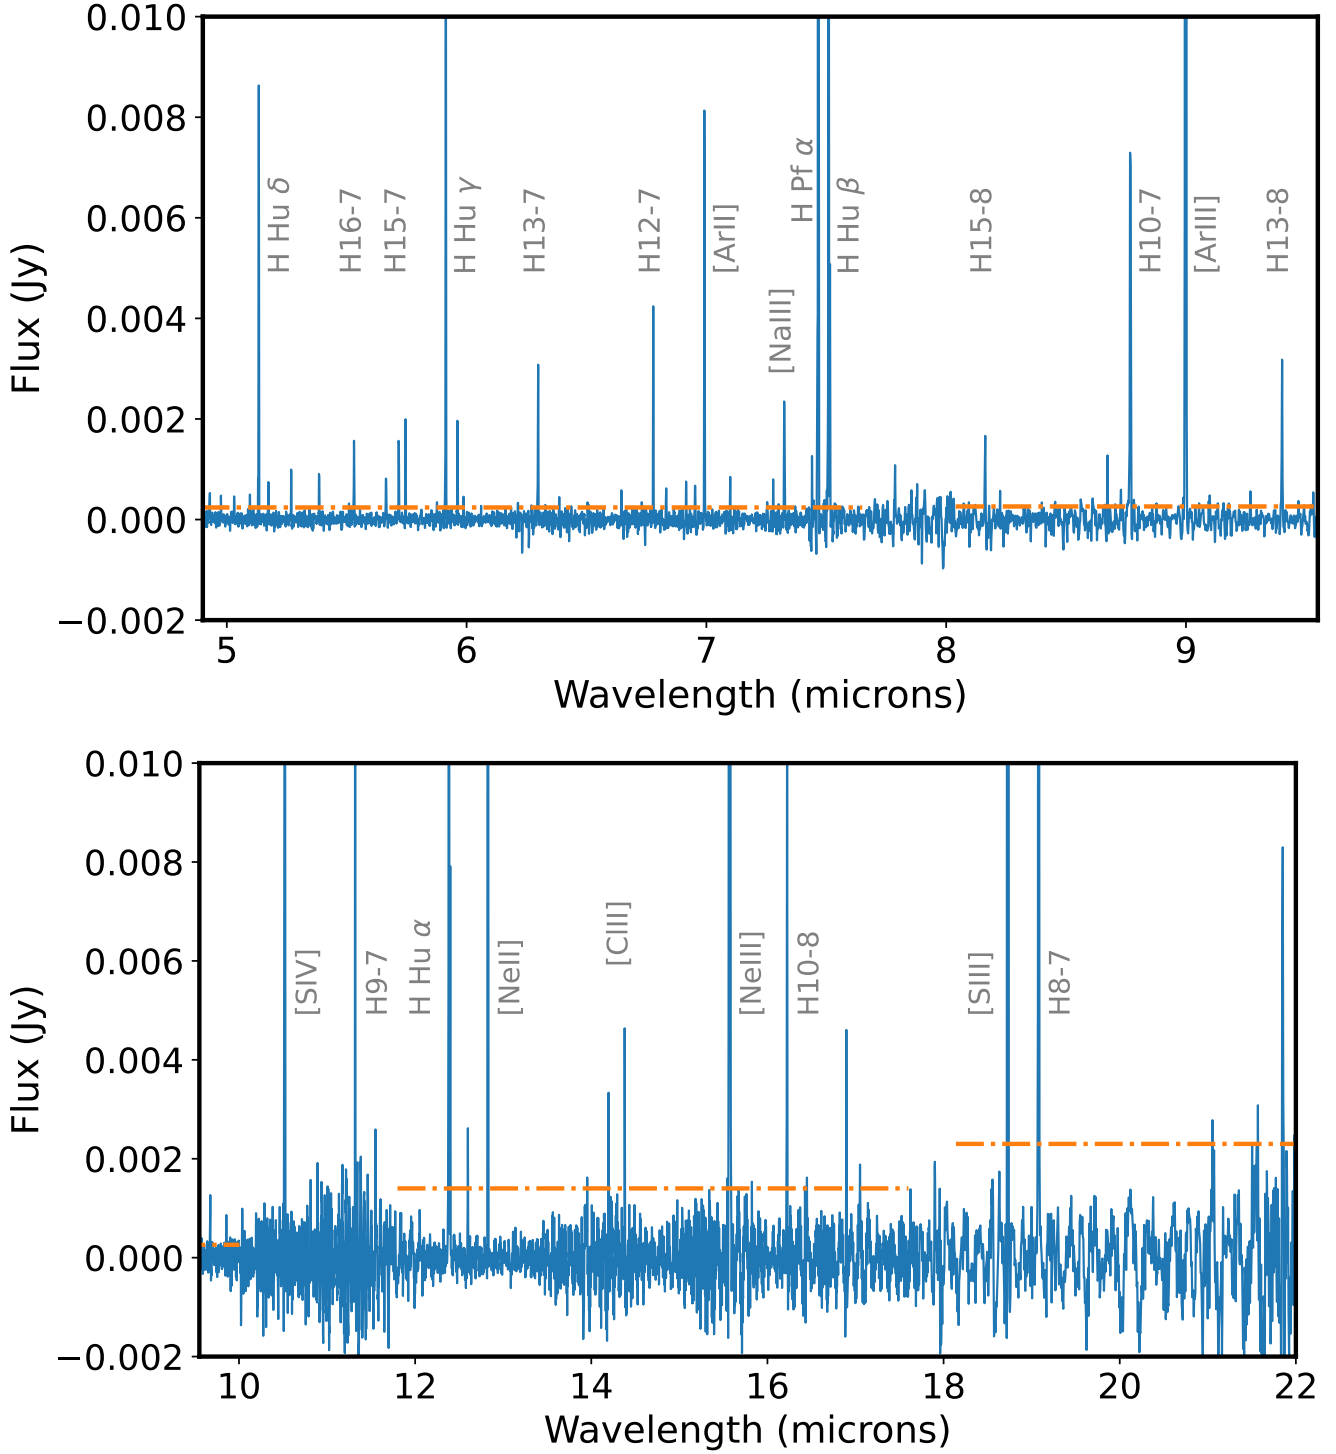 0.010
0.008
0.006
0.004
0.002
0.000
−0.002
Flux (Jy)
H Hu δ
H16-7
H15-7
H Hu γ
H13-7
H12-7
[ArII]
[NaIII]
H Pf α
H Hu β
H15-8
H10-7
[ArIII]
H13-8
5 6 7 8 9
Wavelength (microns)
0.010
0.008
0.006
0.004
0.002
0.000
−0.002
Flux (Jy)
[SIV]
H9-7
H Hu α
[NeII]
[ClII]
[NeIII]
H10-8
[SIII]
H8-7
10 12 14 16 18 20 22
Wavelength (microns)